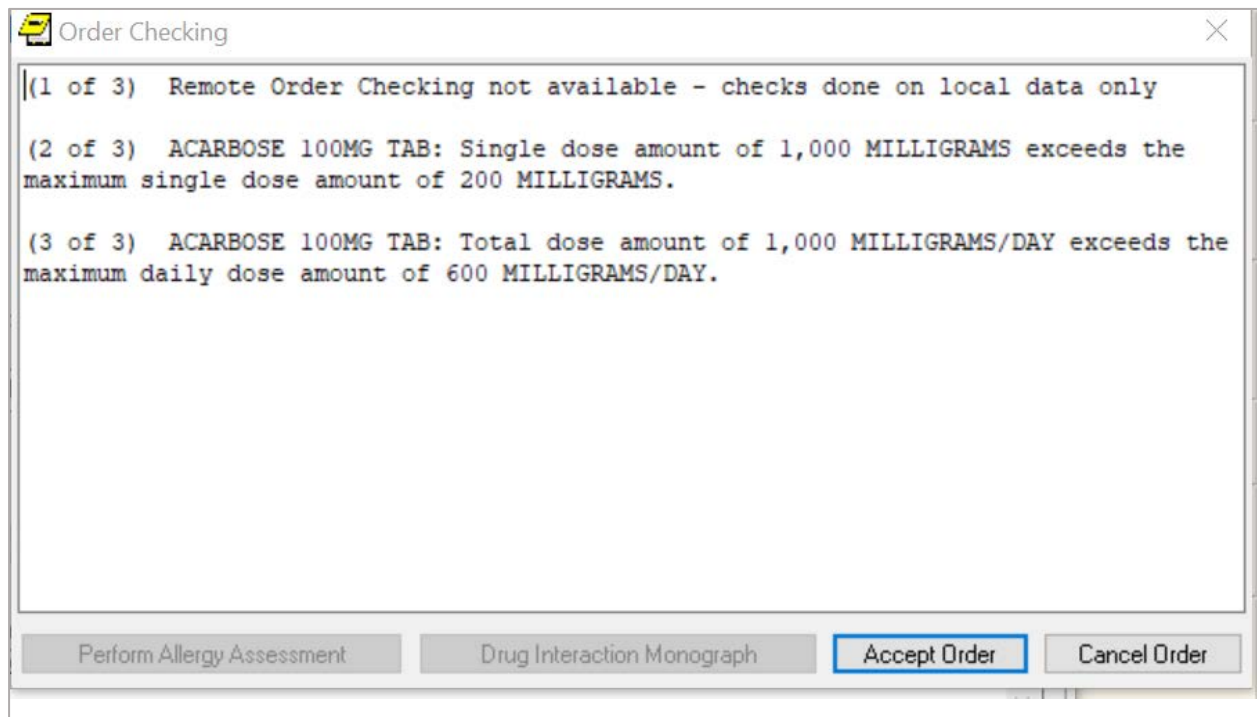 Order Checking
(1 of 3)  Remote Order Checking not available - checks done on local data only
(2 of 3)  ACARBOSE 100MG TAB: Single dose amount of 1,000 MILLIGRAMS exceeds the
maximum single dose amount of 200 MILLIGRAMS.
(3 of 3)  ACARBOSE 100MG TAB: Total dose amount of 1,000 MILLIGRAMS/DAY exceeds the
maximum daily dose amount of 600 MILLIGRAMS/DAY.
Perform Allergy Assessment Drug Interaction Monograph Accept Order Cancel Order